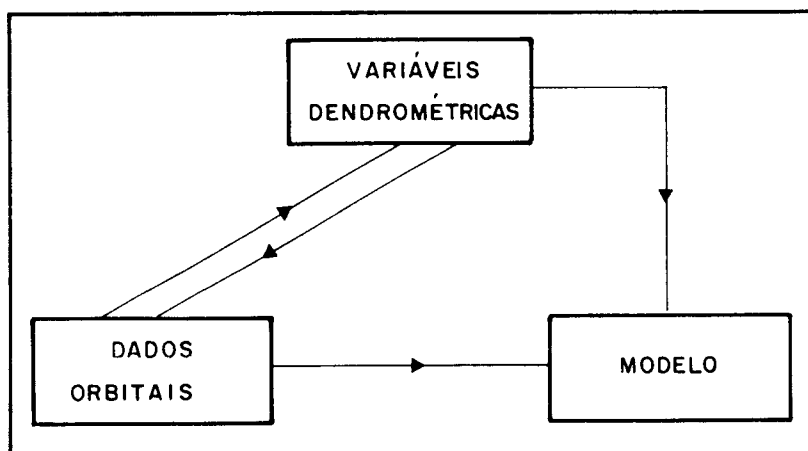 VARIÁVEIS
DENDROMÉTRICAS
DADOS
ORBITAIS
MODELO